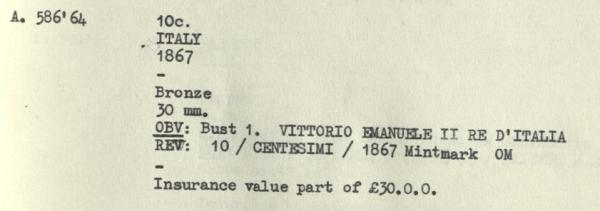 A. 586'64 10c.
ITALY
1867
-
Bronze
30 mm.
OBV: Bust 1. VITTORIO EMANUELE II RE D'ITALIA
REV: 10 / CENTESIMI / 1867 Mintmark OM
-
Insurance value part of £30.0.0.